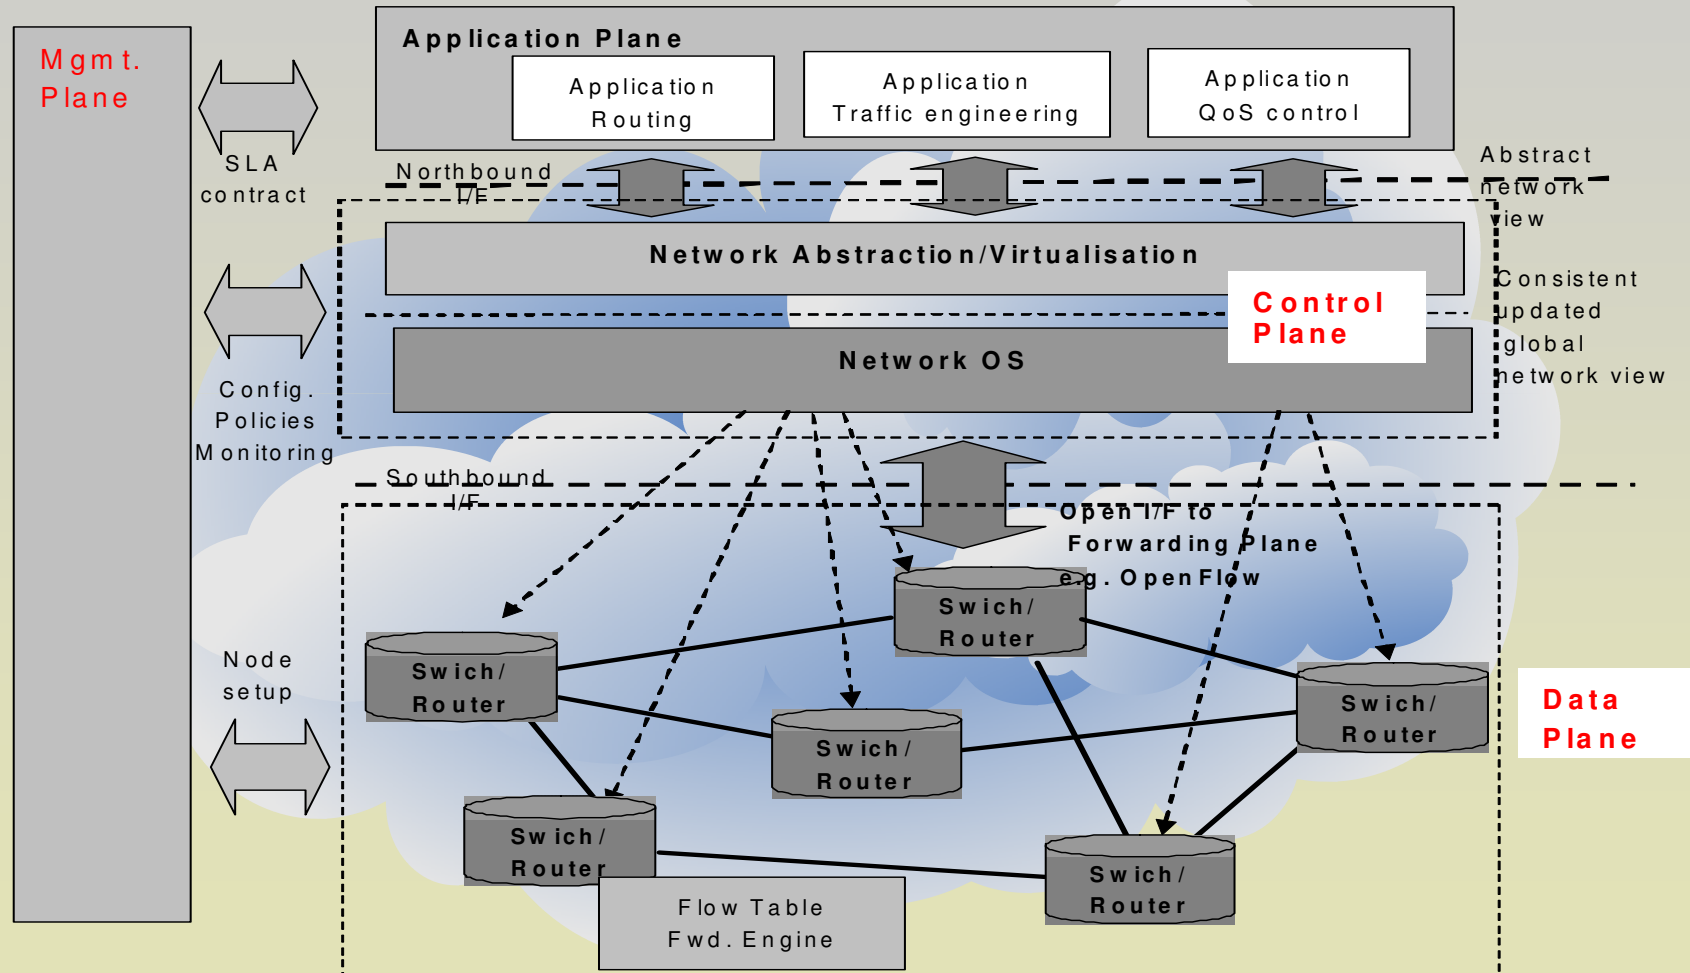 Mgmt.
Plane
SLA
contract
Config.
Policies
Monitoring
Node
setup
Application Plane
Application
Routing
Application
Traffic engineering
Application
QoS control
Northbound
I/F
Abstract
network
view
Network Abstraction/Virtualisation
Control
Plane
Consistent
updated
global
network view
Network OS
Southbound
I/F
Open I/F to
Forwarding Plane
e.g. OpenFlow
Swich/
Router
Swich/
Router
Swich/
Router
Swich/
Router
Swich/
Router
Swich/
Router
Data
Plane
Flow Table
Fwd. Engine